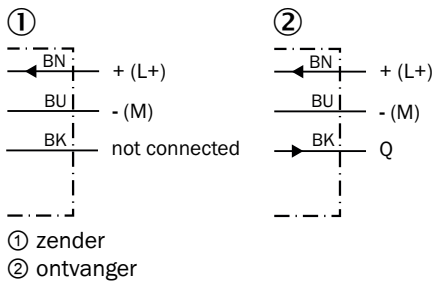 ① ②
BN + (L+) BN + (L+)
BU - (M) BU - (M)
BK not connected BK Q
① zender
② ontvanger